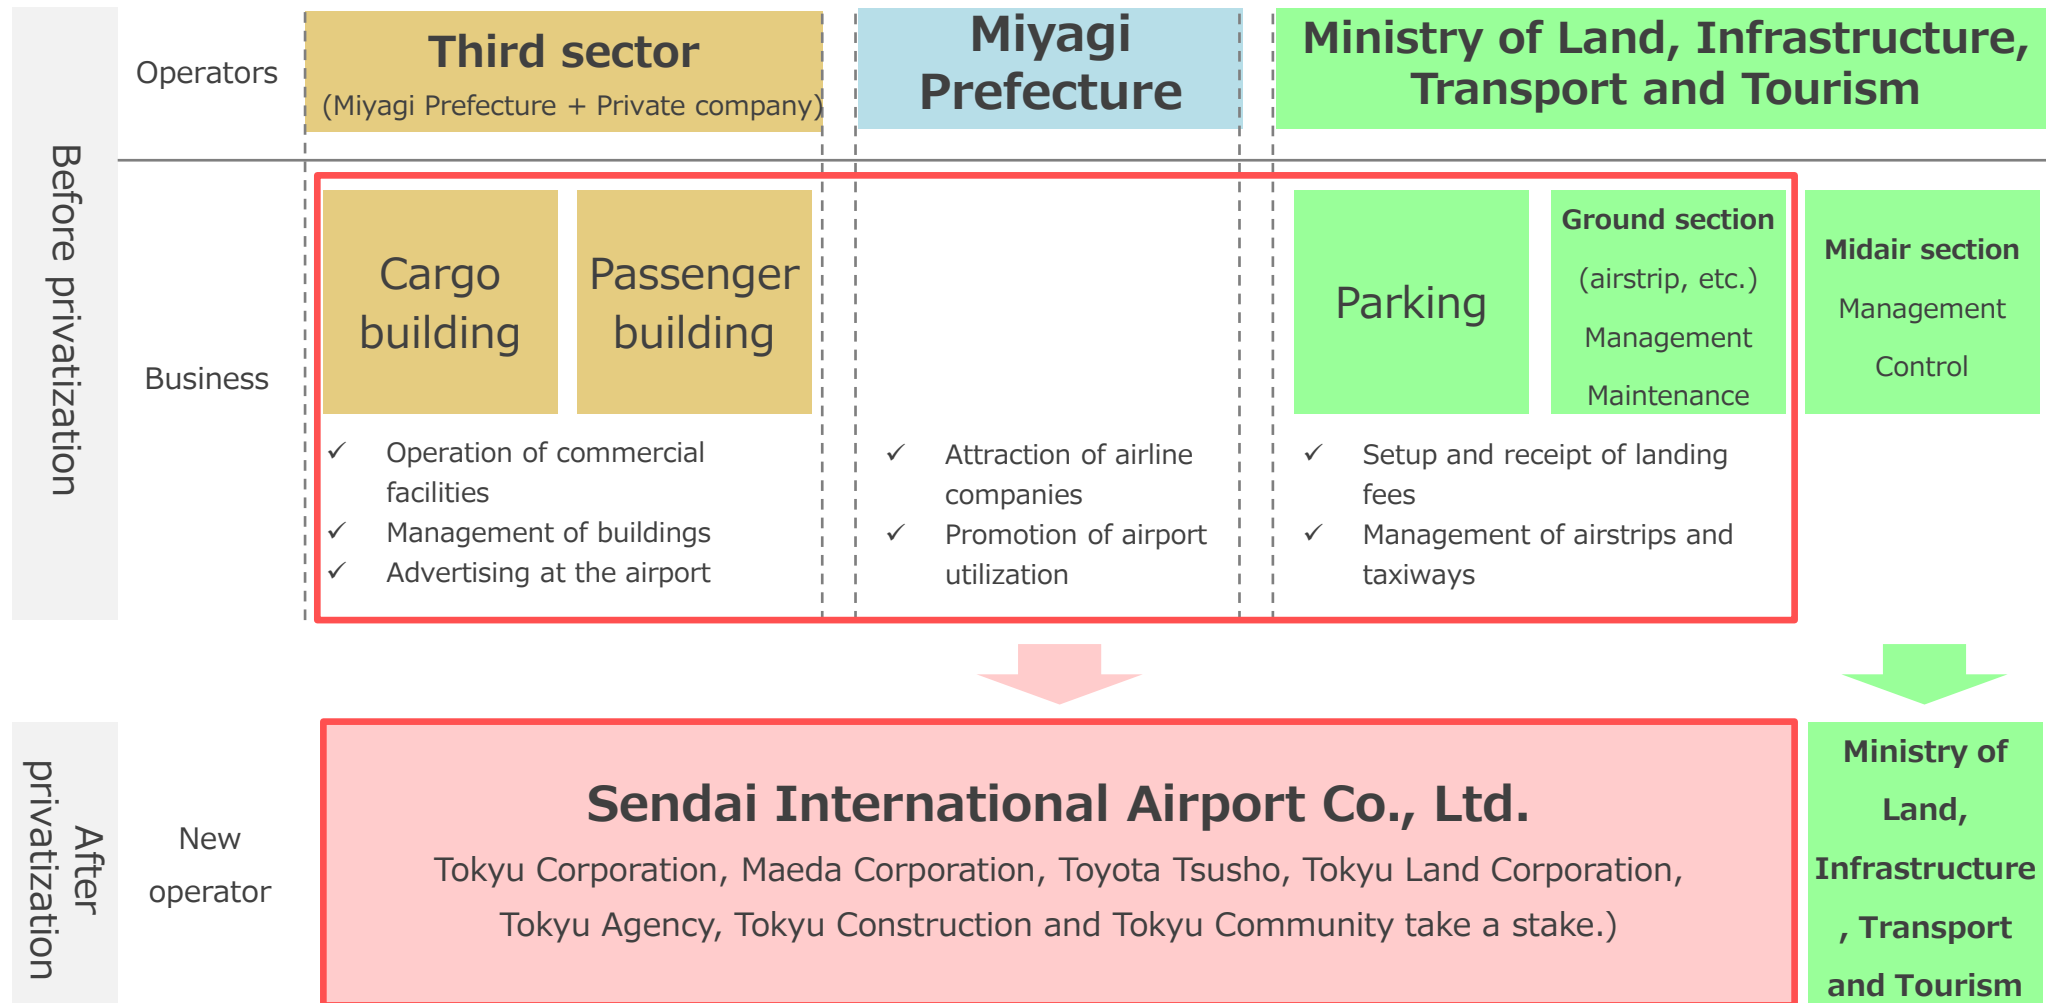 Before privatization
Operators
Third sector
(Miyagi Prefecture + Private company)
Miyagi
Prefecture
Ministry of Land, Infrastructure,
Transport and Tourism
Business
Cargo
building
Passenger
building
Parking
Ground section
(airstrip, etc.)
Management
Maintenance
Midair section
Management
Control
✓ Operation of commercial
facilities
✓ Management of buildings
✓ Advertising at the airport
✓ Attraction of airline
companies
✓ Promotion of airport
utilization
✓ Setup and receipt of landing
fees
✓ Management of airstrips and
taxiways
After
privatization
New
operator
Sendai International Airport Co., Ltd.
Tokyu Corporation, Maeda Corporation, Toyota Tsusho, Tokyu Land Corporation,
Tokyu Agency, Tokyu Construction and Tokyu Community take a stake.)
Ministry of
Land,
Infrastructure
, Transport
and Tourism